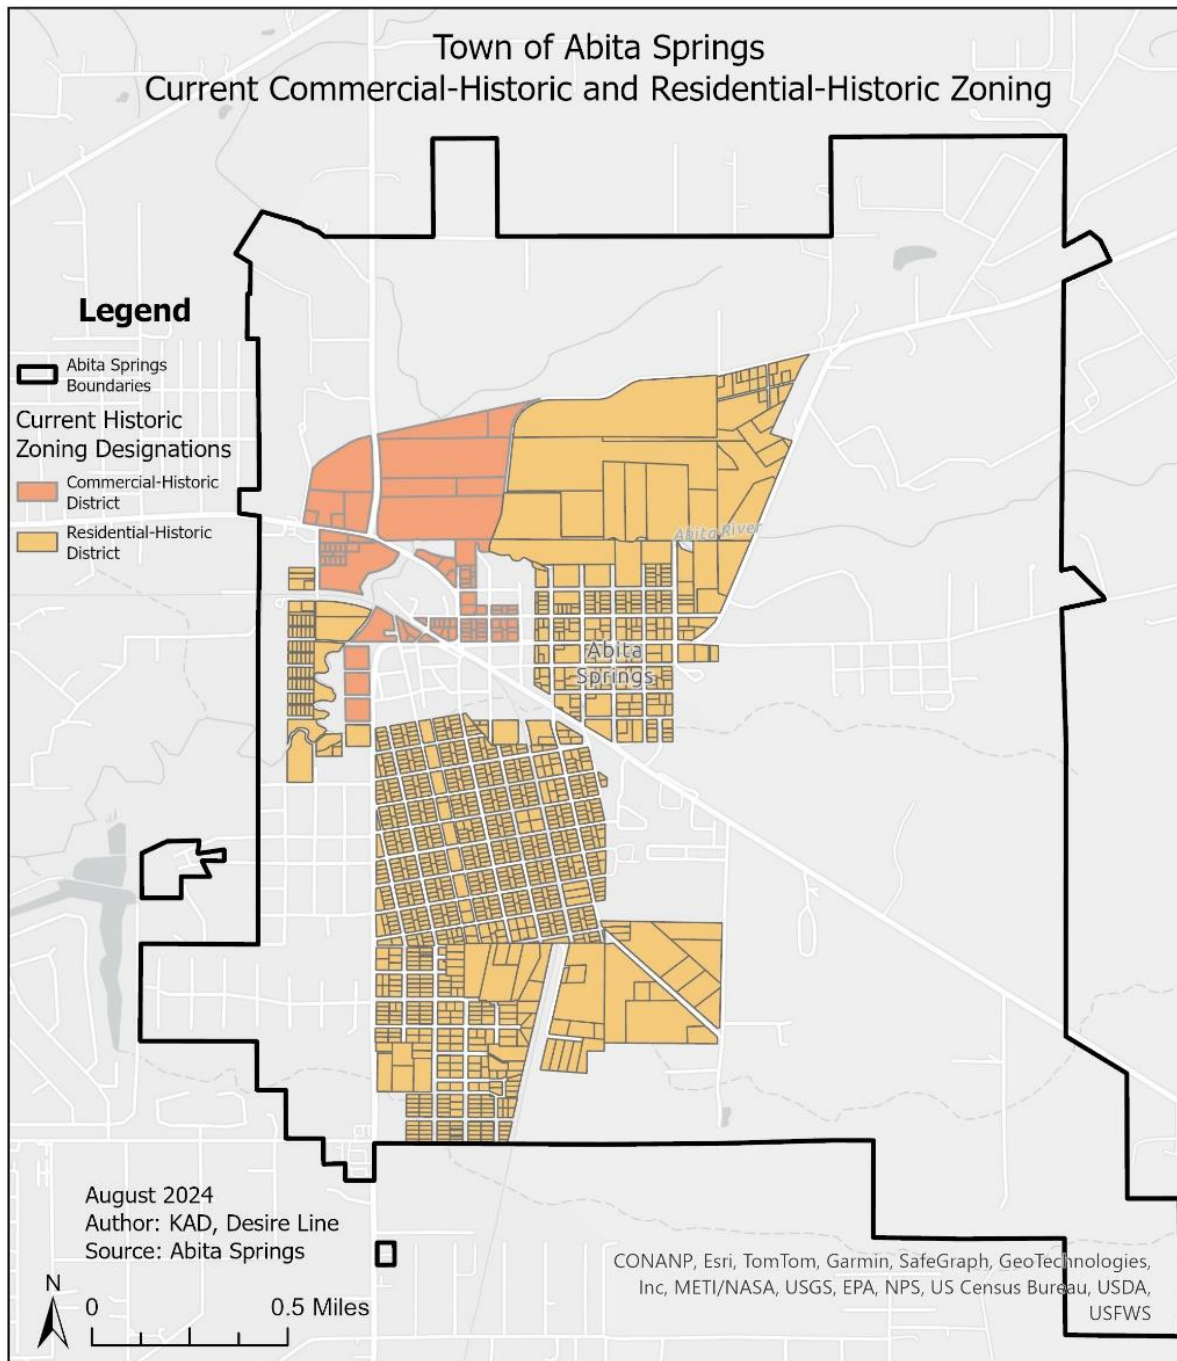 Town of Abita Springs
Current Commercial-Historic and Residential-Historic Zoning
Legend
Abita Springs
Boundaries
Current Historic
Zoning Designations
Commercial-Historic
District
Residential-Historic
District
Abita River
Abita
Springs
August 2024
Author: KAD, Desire Line
Source: Abita Springs
N
0 0.5 Miles
CONANP, Esri, TomTom, Garmin, SafeGraph, GeoTechnologies,
Inc, METI/NASA, USGS, EPA, NPS, US Census Bureau, USDA,
USFWS